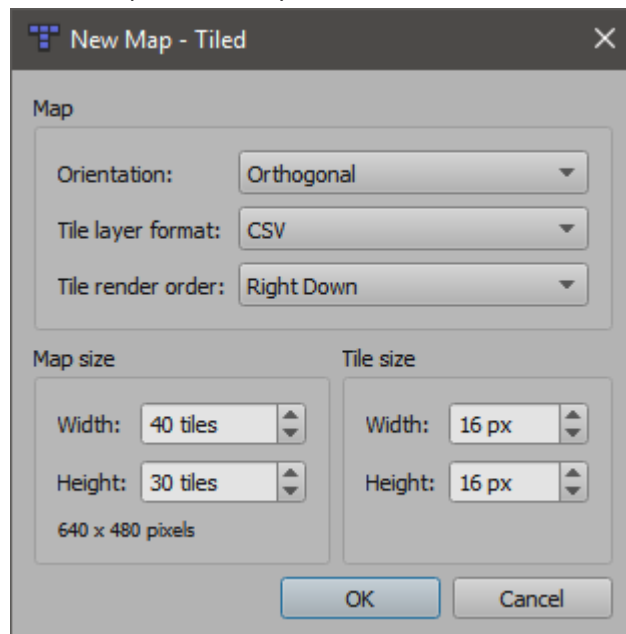 New Map - Tiled
Map
Orientation: Orthogonal
Tile layer format: CSV
Tile render order: Right Down
Map size Tile size
Width: 40 tiles Width: 16 px
Height: 30 tiles Height: 16 px
640 x 480 pixels
OK Cancel